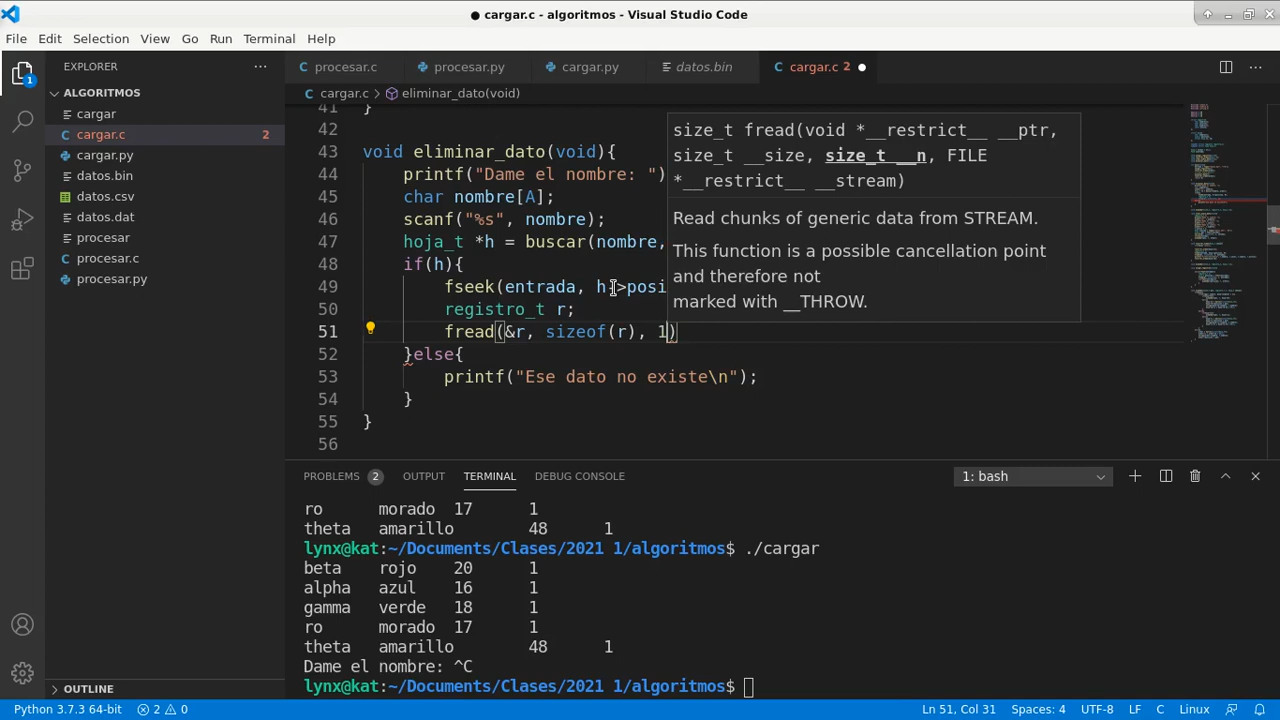 ● cargar.c - algoritmos - Visual Studio Code
File Edit Selection View Go Run Terminal Help
EXPLORER
procesar.c procesar.py cargar.py datos.bin cargar.c 2
cargar.c > eliminar_dato(void)
ALGORITMOS
cargar
cargar.c 2
cargar.py
datos.bin
datos.csv
datos.dat
procesar
procesar.c
procesar.py
OUTLINE
1
41 }
42
43 void eliminar_dato(void){
44 printf("Dame el nombre: ")
45 char nombre[A];
46 scanf("%s", nombre);
47 hoja_t *h = buscar(nombre,
48 if(h){
49 fseek(entrada, h->posi
50 registro_t r;
51 fread(&r, sizeof(r), 1)
52 }else{
53 printf("Ese dato no existe\n");
54 }
55 }
56
size_t fread(void *__restrict__ __ptr,
size_t __size, size_t __n, FILE
*__restrict__ __stream)
Read chunks of generic data from STREAM.
This function is a possible cancellation point
and therefore not
marked with __THROW.
PROBLEMS 2 OUTPUT TERMINAL DEBUG CONSOLE 1: bash
ro morado 17 1
theta amarillo 48 1
lynx@kat:~/Documents/Clases/2021 1/algoritmos$ ./cargar
beta rojo 20 1
alpha azul 16 1
gamma verde 18 1
ro morado 17 1
theta amarillo 48 1
Dame el nombre: ^C
lynx@kat:~/Documents/Clases/2021 1/algoritmos$
Python 3.7.3 64-bit 2 0 Ln 51, Col 31 Spaces: 4 UTF-8 LF C Linux